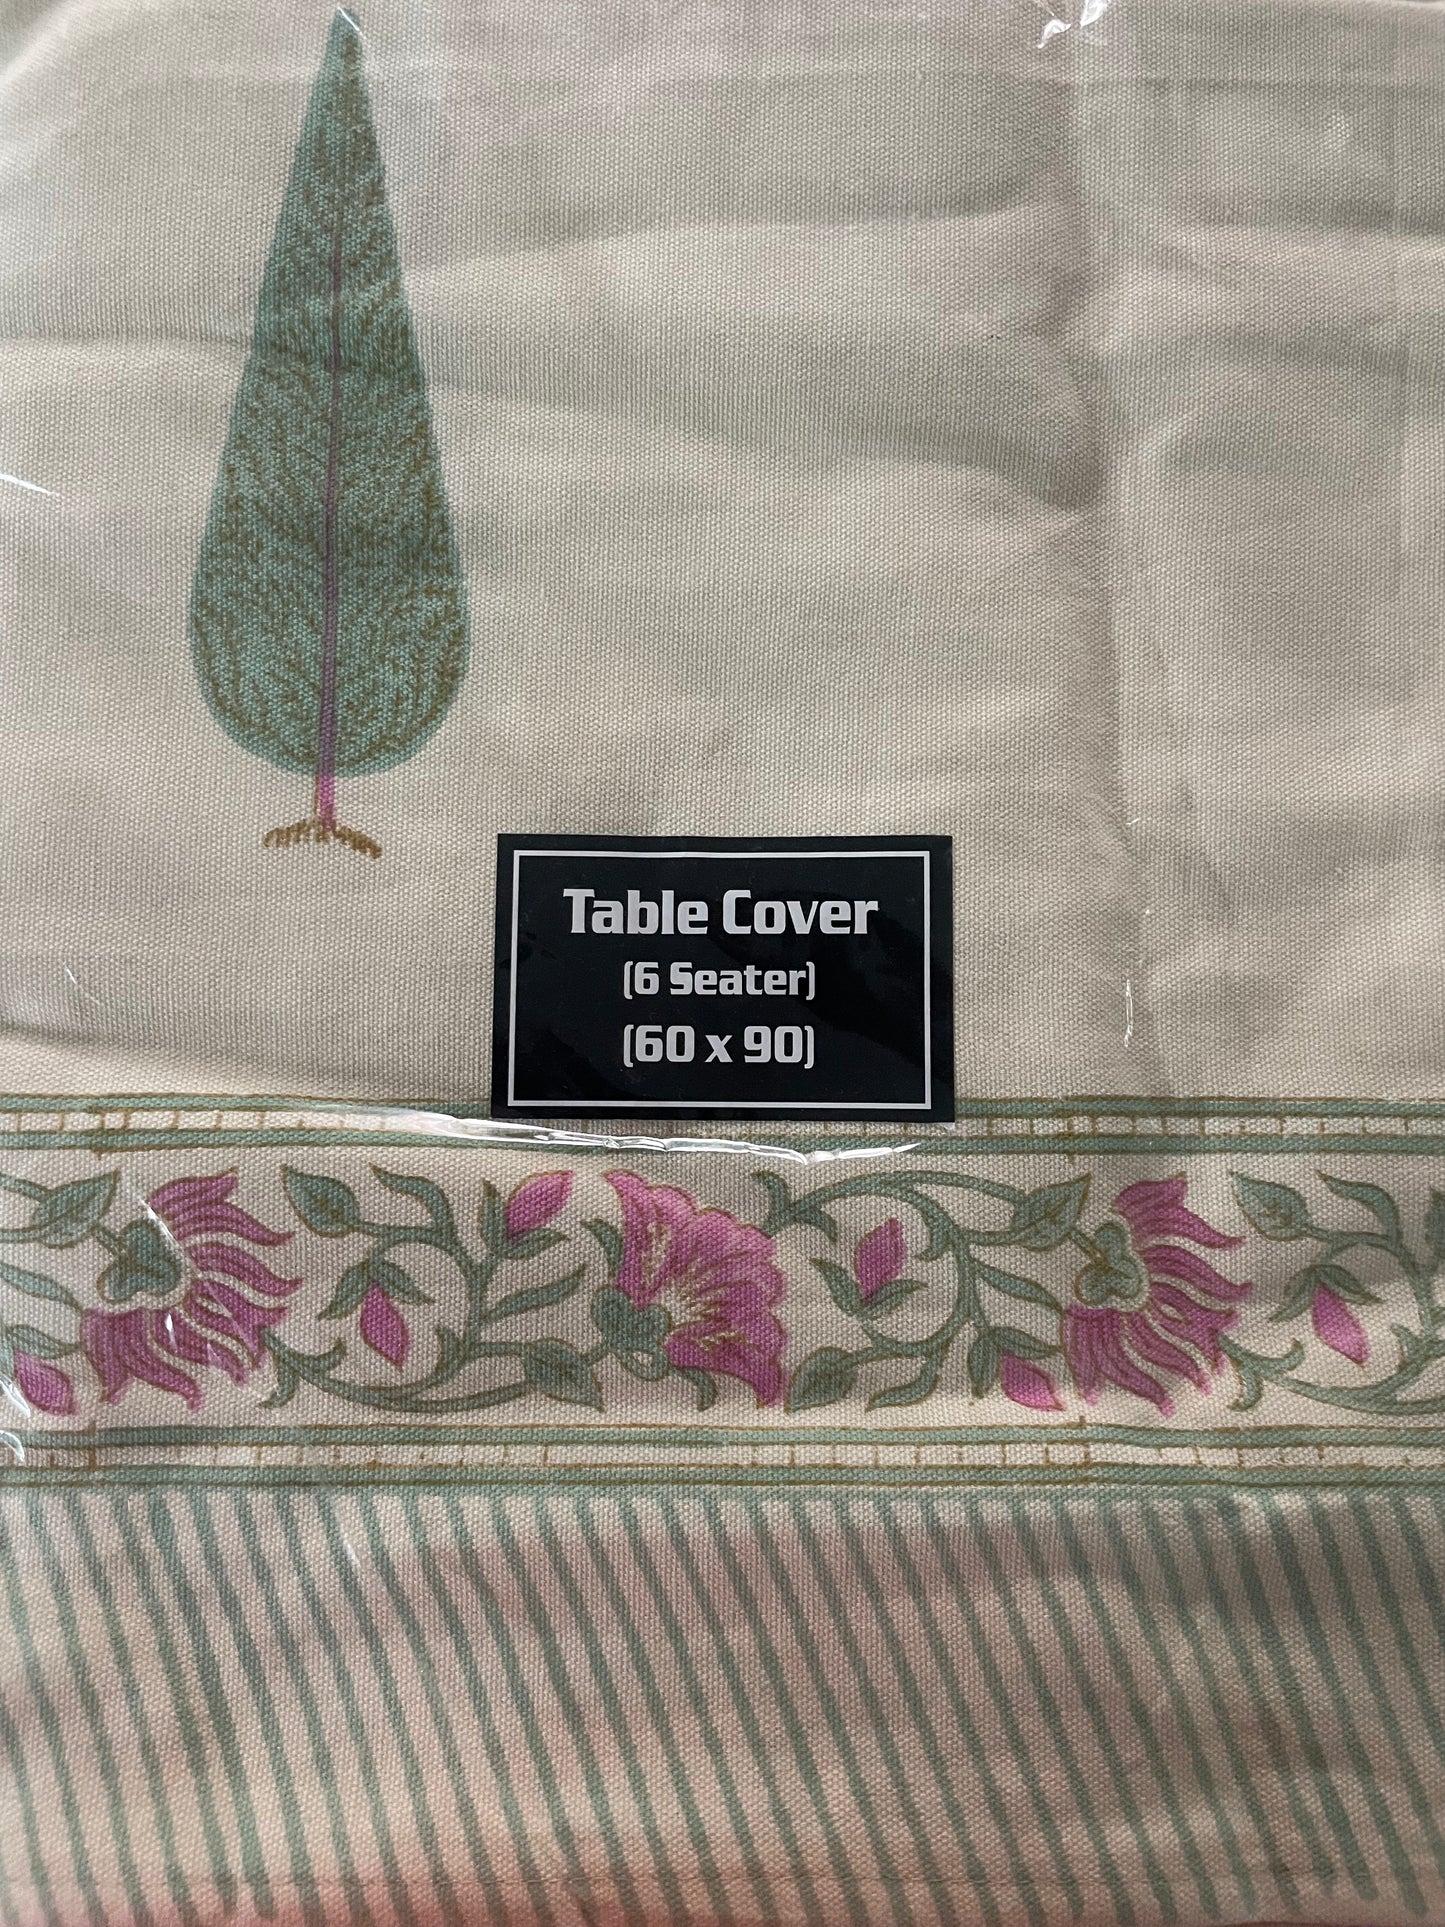 Table Cover
(6 Seater)
(60 x 90)